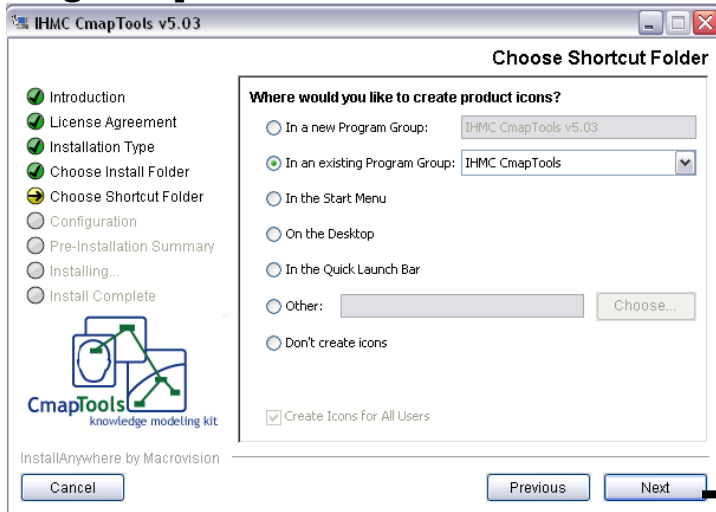 IHMC CmapTools v5.03
Choose Shortcut Folder
Introduction
License Agreement
Installation Type
Choose Install Folder
Choose Shortcut Folder
Configuration
Pre-Installation Summary
Installing...
Install Complete
CmapTools
knowledge modeling kit
Where would you like to create product icons?
In a new Program Group: IHMC CmapTools v5.03
In an existing Program Group: IHMC CmapTools
In the Start Menu
On the Desktop
In the Quick Launch Bar
Other: Choose...
Don't create icons
Create Icons for All Users
InstallAnywhere by Macrovision
Cancel Previous Next